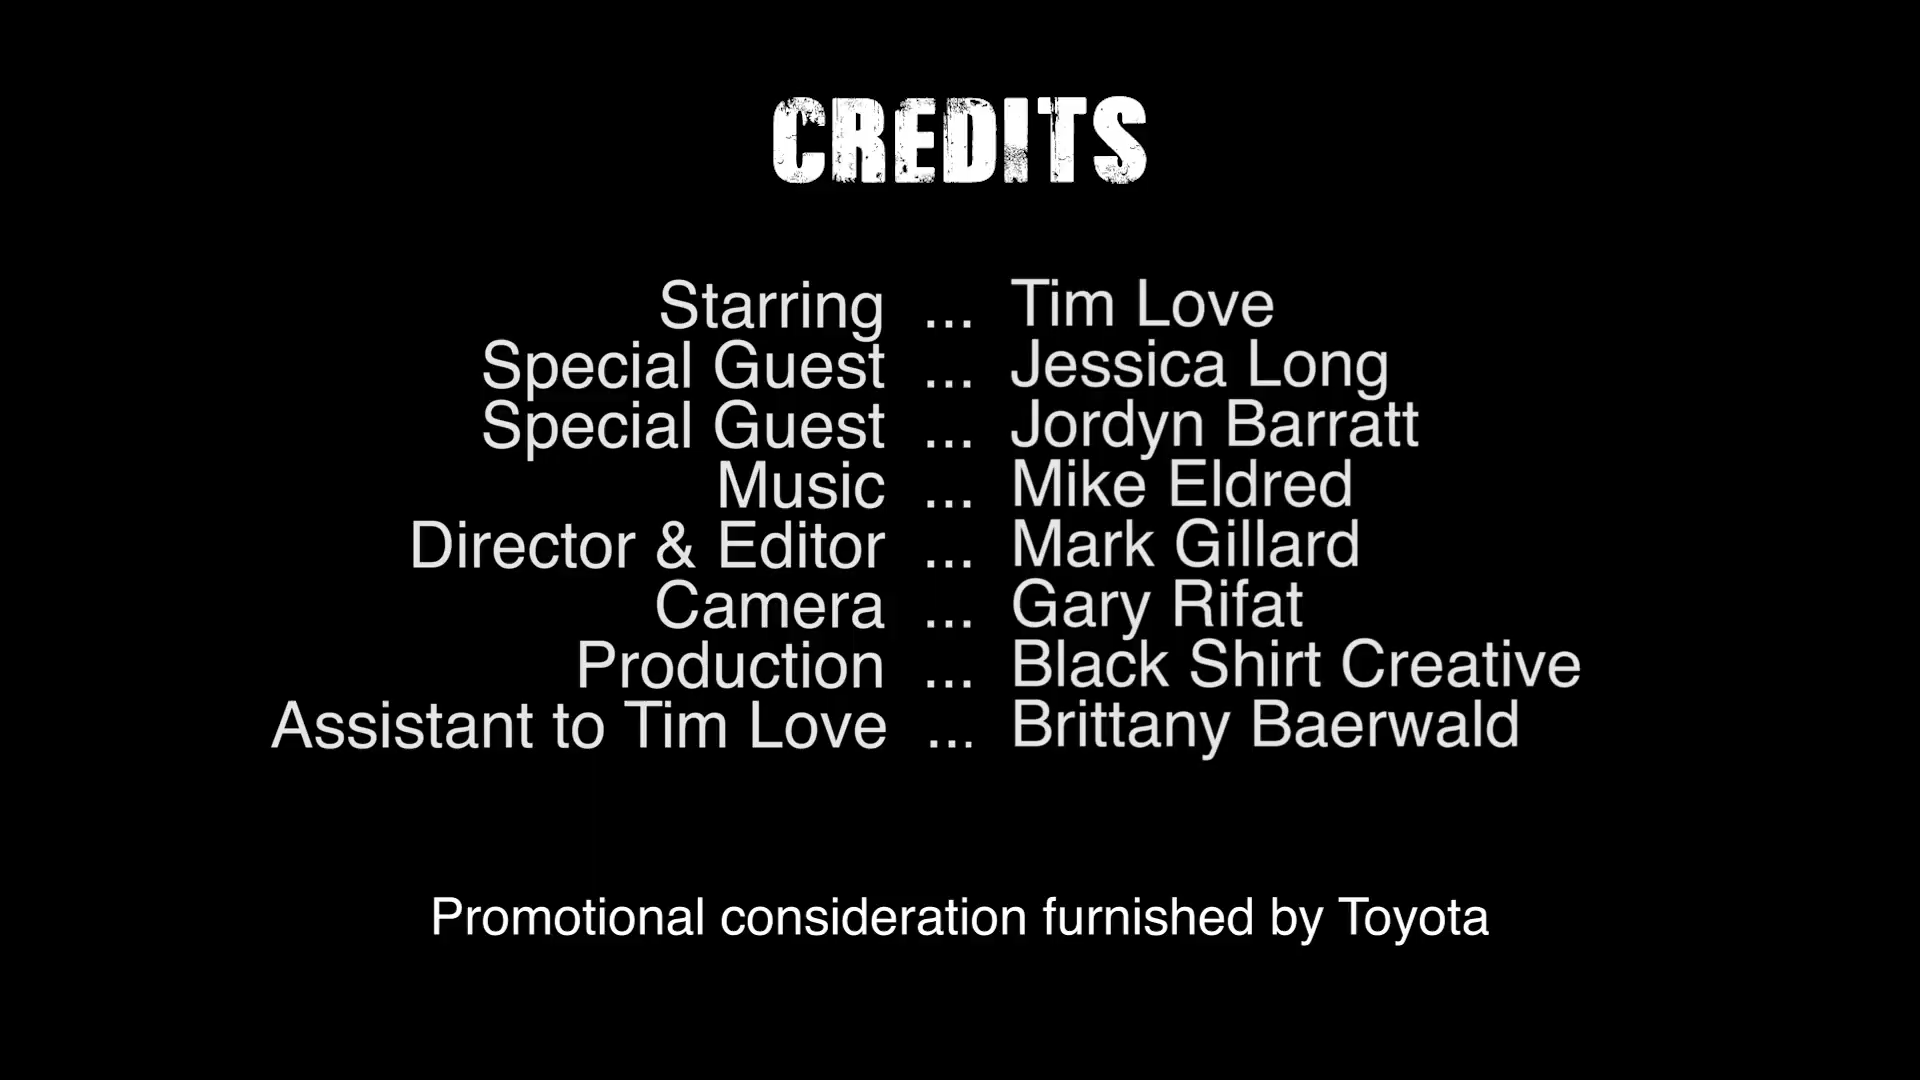 CREDITS
Starring ... Tim Love
Special Guest ... Jessica Long
Special Guest ... Jordyn Barratt
Music ... Mike Eldred
Director & Editor ... Mark Gillard
Camera ... Gary Rifat
Production ... Black Shirt Creative
Assistant to Tim Love ... Brittany Baerwald
Promotional consideration furnished by Toyota